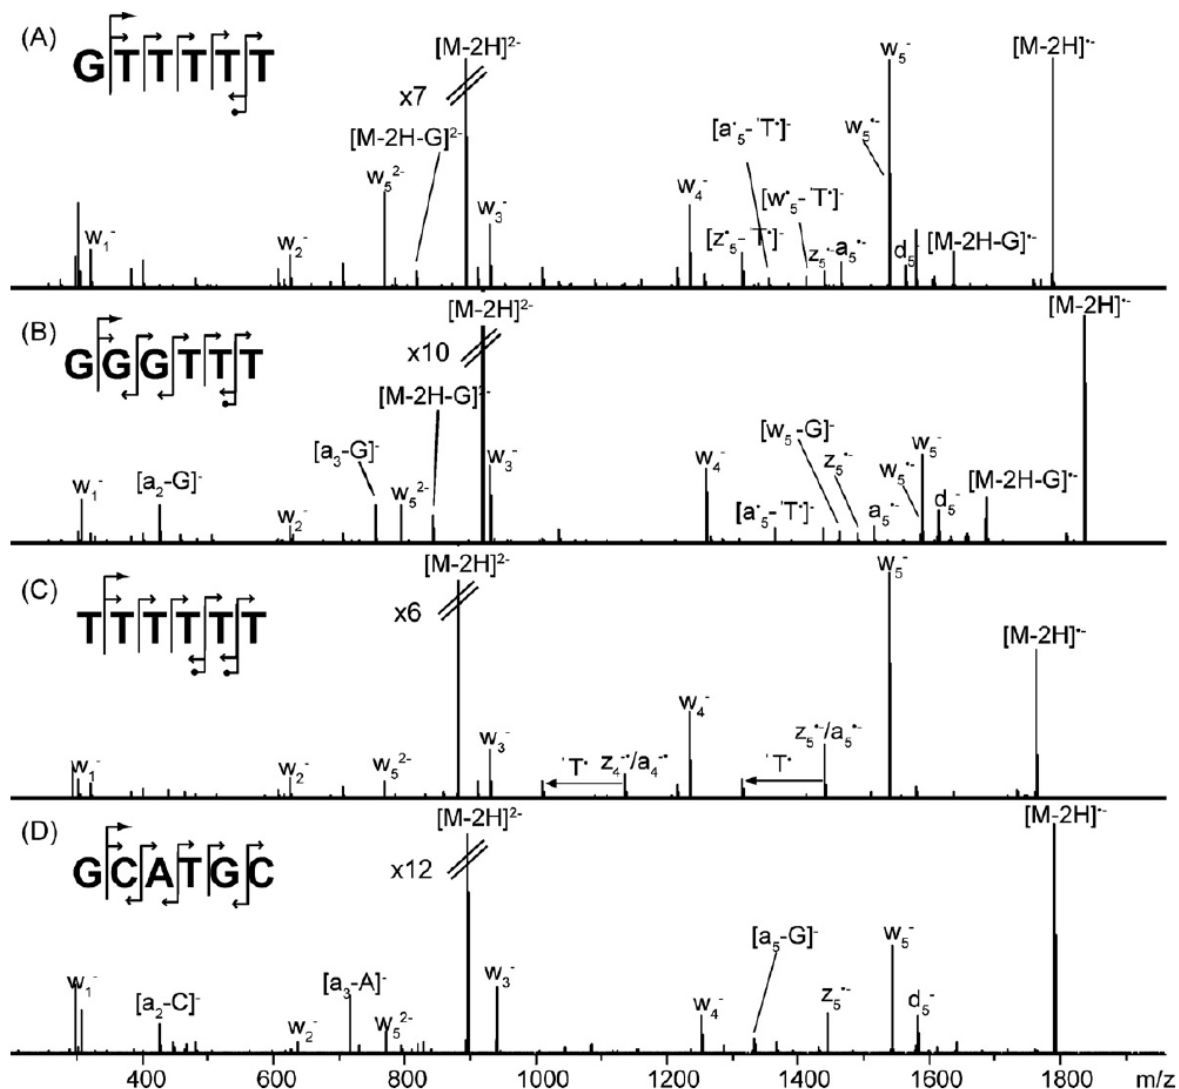 (A)
GTTTTT
[M-2H]²⁻
x7
[M-2H-G]²⁻
w₁⁻
w₂⁻
w₅²⁻
w₃⁻
w₄⁻
[z•₅-'T•]⁻
[a•₅-'T•]⁻
[w•₅-'T•]⁻
z₅•⁻
a₅•⁻
w₅•⁻
w₅⁻
d₅⁻
[M-2H-G]•⁻
[M-2H]•⁻
(B)
GGGTTT
[M-2H]²⁻
x10
[M-2H-G]²⁻
w₁⁻
[a₂-G]⁻
w₂⁻
[a₃-G]⁻
w₅²⁻
w₃⁻
w₄⁻
[a•₅-'T•]⁻
[w₅-G]⁻
z₅•⁻
a₅•⁻
w₅•⁻
w₅⁻
d₅⁻
[M-2H-G]•⁻
[M-2H]•⁻
(C)
TTTTTT
[M-2H]²⁻
x6
w₁⁻
w₂⁻
w₅²⁻
w₃⁻
'T•
z₄•⁻/a₄•⁻
w₄⁻
'T•
z₅•⁻/a₅•⁻
w₅⁻
[M-2H]•⁻
(D)
GCATGC
[M-2H]²⁻
x12
w₁⁻
[a₂-C]⁻
w₂⁻
[a₃-A]⁻
w₅²⁻
w₃⁻
w₄⁻
[a₅-G]⁻
z₅•⁻
w₅⁻
d₅⁻
[M-2H]•⁻
400 600 800 1000 1200 1400 1600 1800 m/z